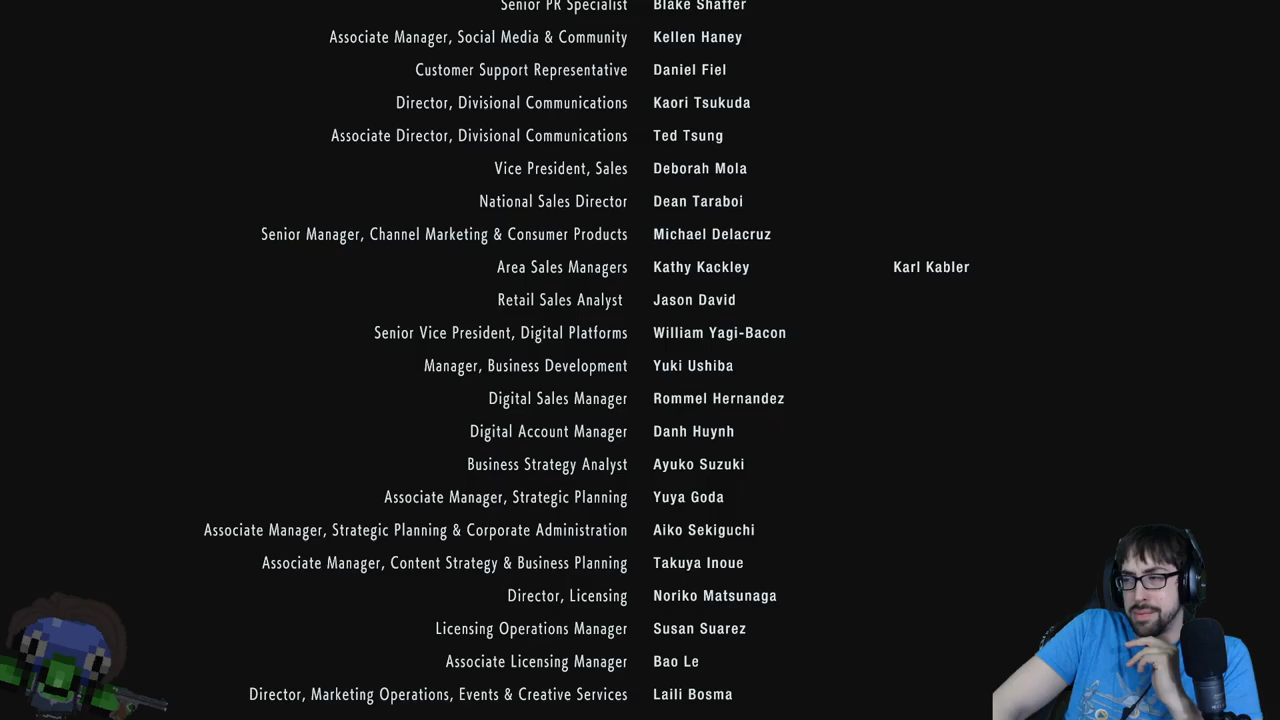 Senior PR Specialist Blake Shaffer
Associate Manager, Social Media & Community Kellen Haney
Customer Support Representative Daniel Fiel
Director, Divisional Communications Kaori Tsukuda
Associate Director, Divisional Communications Ted Tsung
Vice President, Sales Deborah Mola
National Sales Director Dean Taraboi
Senior Manager, Channel Marketing & Consumer Products Michael Delacruz
Area Sales Managers Kathy Kackley Karl Kabler
Retail Sales Analyst Jason David
Senior Vice President, Digital Platforms William Yagi-Bacon
Manager, Business Development Yuki Ushiba
Digital Sales Manager Rommel Hernandez
Digital Account Manager Danh Huynh
Business Strategy Analyst Ayuko Suzuki
Associate Manager, Strategic Planning Yuya Goda
Associate Manager, Strategic Planning & Corporate Administration Aiko Sekiguchi
Associate Manager, Content Strategy & Business Planning Takuya Inoue
Director, Licensing Noriko Matsunaga
Licensing Operations Manager Susan Suarez
Associate Licensing Manager Bao Le
Director, Marketing Operations, Events & Creative Services Laili Bosma